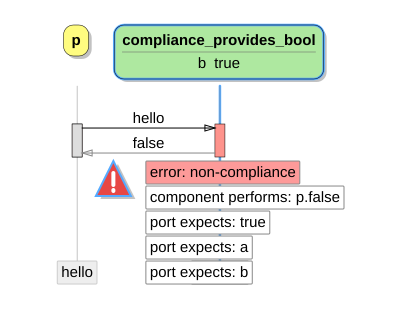 p
compliance_provides_bool
b true
hello
false
error: non-compliance
component performs: p.false
port expects: true
port expects: a
port expects: b
hello